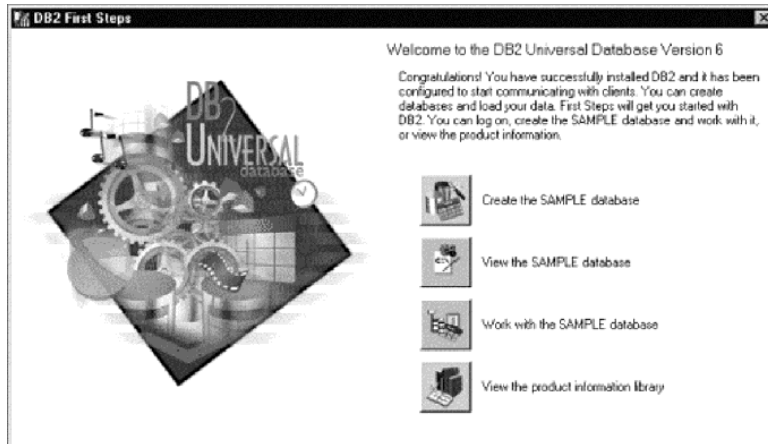 DB2 First Steps
Welcome to the DB2 Universal Database Version 6
Congratulations! You have successfully installed DB2 and it has been
configured to start communicating with clients. You can create
databases and load your data. First Steps will get you started with
DB2. You can log on, create the SAMPLE database and work with it,
or view the product information.
DB
2
UNIVERSAL
database
Create the SAMPLE database
View the SAMPLE database
Work with the SAMPLE database
View the product information library